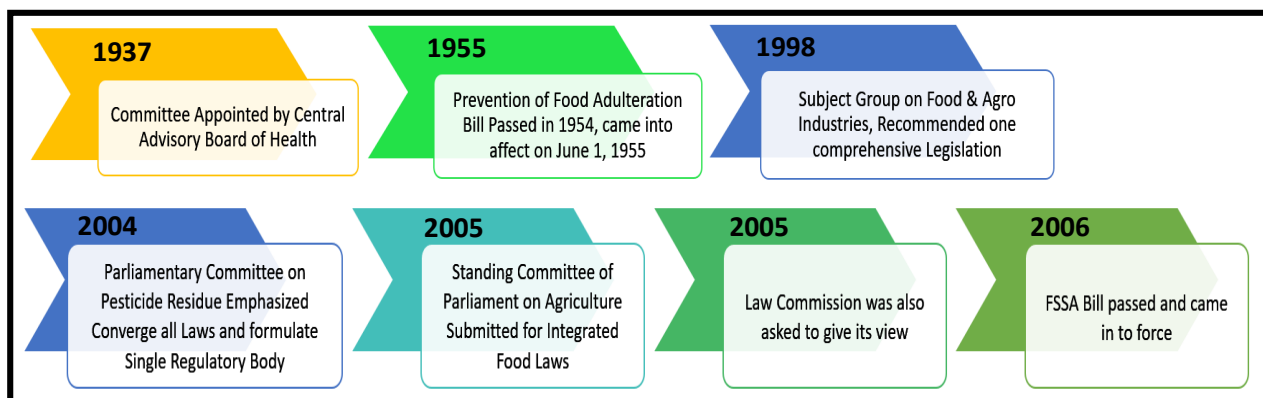 1937
Committee Appointed by Central
Advisory Board of Health
1955
Prevention of Food Adulteration
Bill Passed in 1954, came into
affect on June 1, 1955
1998
Subject Group on Food & Agro
Industries, Recommended one
comprehensive Legislation
2004
Parliamentary Committee on
Pesticide Residue Emphasized
Converge all Laws and formulate
Single Regulatory Body
2005
Standing Committee of
Parliament on Agriculture
Submitted for Integrated
Food Laws
2005
Law Commission was also
asked to give its view
2006
FSSA Bill passed and came
in to force